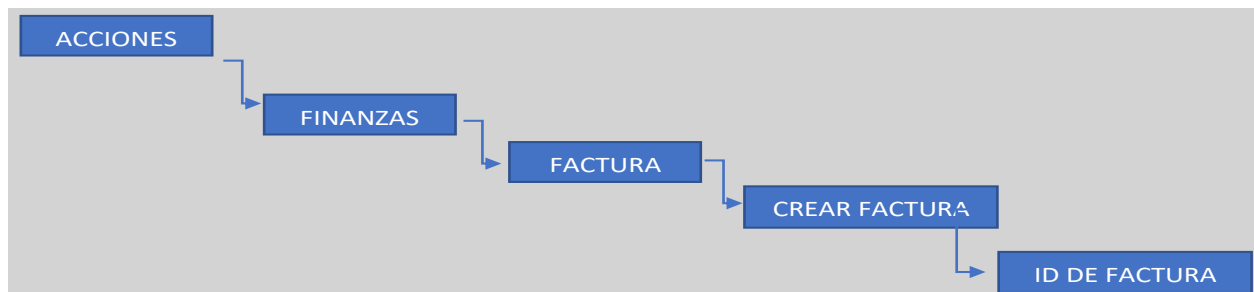 ACCIONES
FINANZAS
FACTURA
CREAR FACTURA
ID DE FACTURA